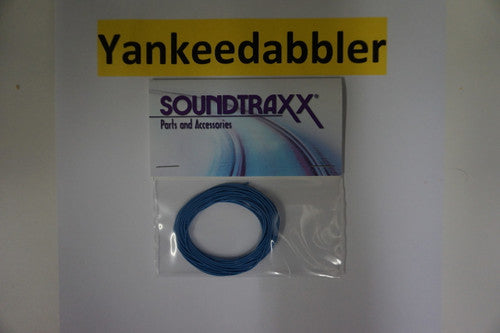 Yankeedabbler
SOUNDTRAXX®
Parts and Accessories